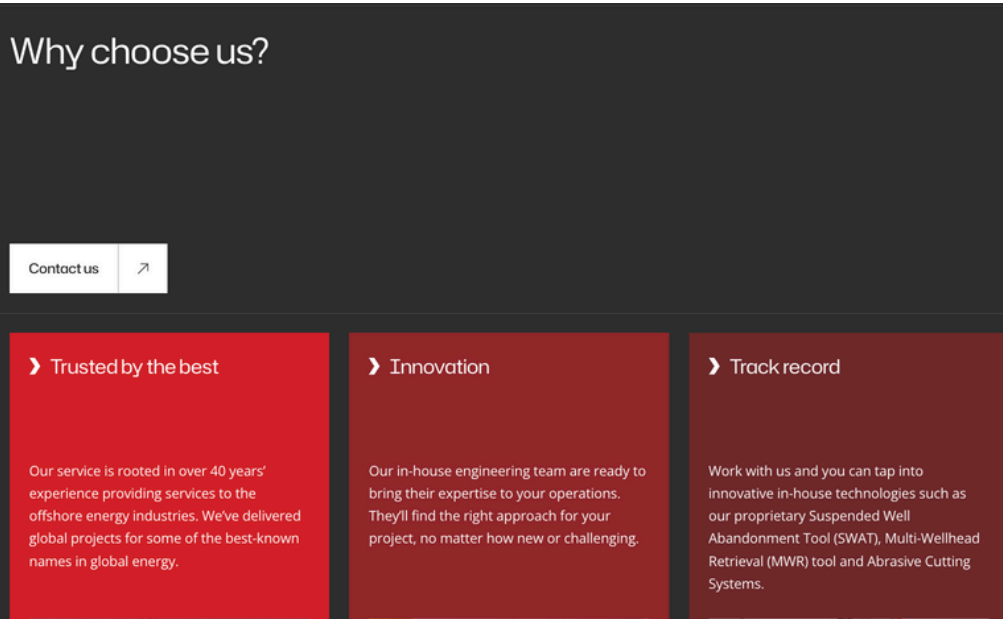 Why choose us?
Contact us
Trusted by the best
Our service is rooted in over 40 years’
experience providing services to the
offshore energy industries. We’ve delivered
global projects for some of the best-known
names in global energy.
Innovation
Our in-house engineering team are ready to
bring their expertise to your operations.
They’ll find the right approach for your
project, no matter how new or challenging.
Track record
Work with us and you can tap into
innovative in-house technologies such as
our proprietary Suspended Well
Abandonment Tool (SWAT), Multi-Wellhead
Retrieval (MWR) tool and Abrasive Cutting
Systems.